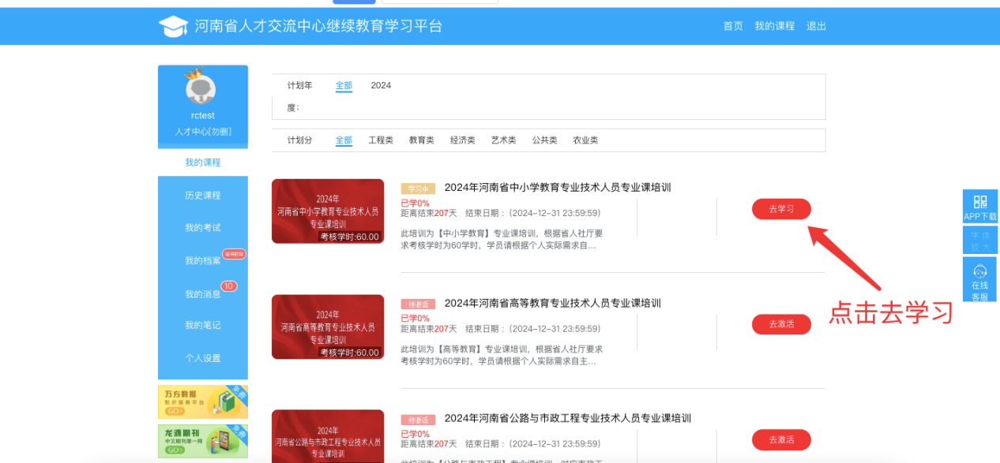 河南省人才交流中心继续教育学习平台
首页 我的课程 退出
rctest
人才中心[勿删]
我的课程
历史课程
我的考试
我的档案
证书打印
我的消息
10
我的笔记
个人设置
万方数据
知识服务平台
GO
免费
龙源期刊
中文期刊第一网
GO
免费
计划年
度：
全部 2024
计划分
全部 工程类 教育类 经济类 艺术类 公共类 农业类
2024年
河南省中小学教育专业技术人员
专业课培训
考核学时:60.00
学习中 2024年河南省中小学教育专业技术人员专业课培训
已学0%
距离结束207天 结束日期：（2024-12-31 23:59:59）
此培训为【中小学教育】专业课培训，根据省人社厅要
求考核学时为60学时，学员请根据个人实际需求自...
去学习
点击去学习
2024年
河南省高等教育专业技术人员
专业课培训
考核学时:60.00
待激活 2024年河南省高等教育专业技术人员专业课培训
已学0%
距离结束207天 结束日期：（2024-12-31 23:59:59）
此培训为【高等教育】专业课培训，根据省人社厅要求
考核学时为60学时，学员请根据个人实际需求自主...
去激活
2024年
河南省公路与市政工程专业技术人员
专业课培训
待激活 2024年河南省公路与市政工程专业技术人员专业课培训
已学0%
距离结束207天 结束日期：（2024-12-31 23:59:59）
去激活
APP下载
字体
放大
在线
客服